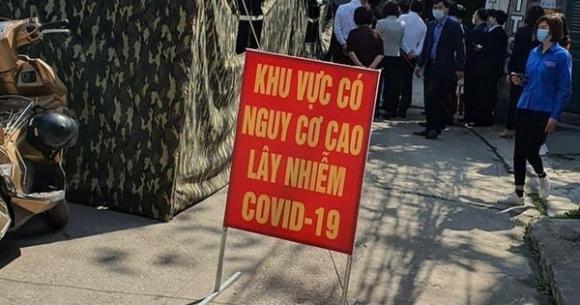 KHU VỰC CÓ
NGUY CƠ CAO
LÂY NHIỄM
COVID-19